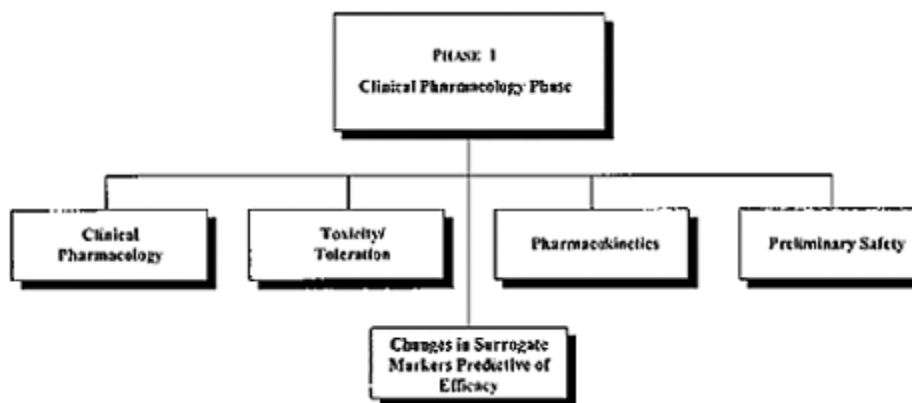 PHASE 1
Clinical Pharmacology Phase
Clinical
Pharmacology
Toxicity/
Toleration
Pharmacokinetics
Preliminary Safety
Changes in Surrogate
Markers Predictive of
Efficacy